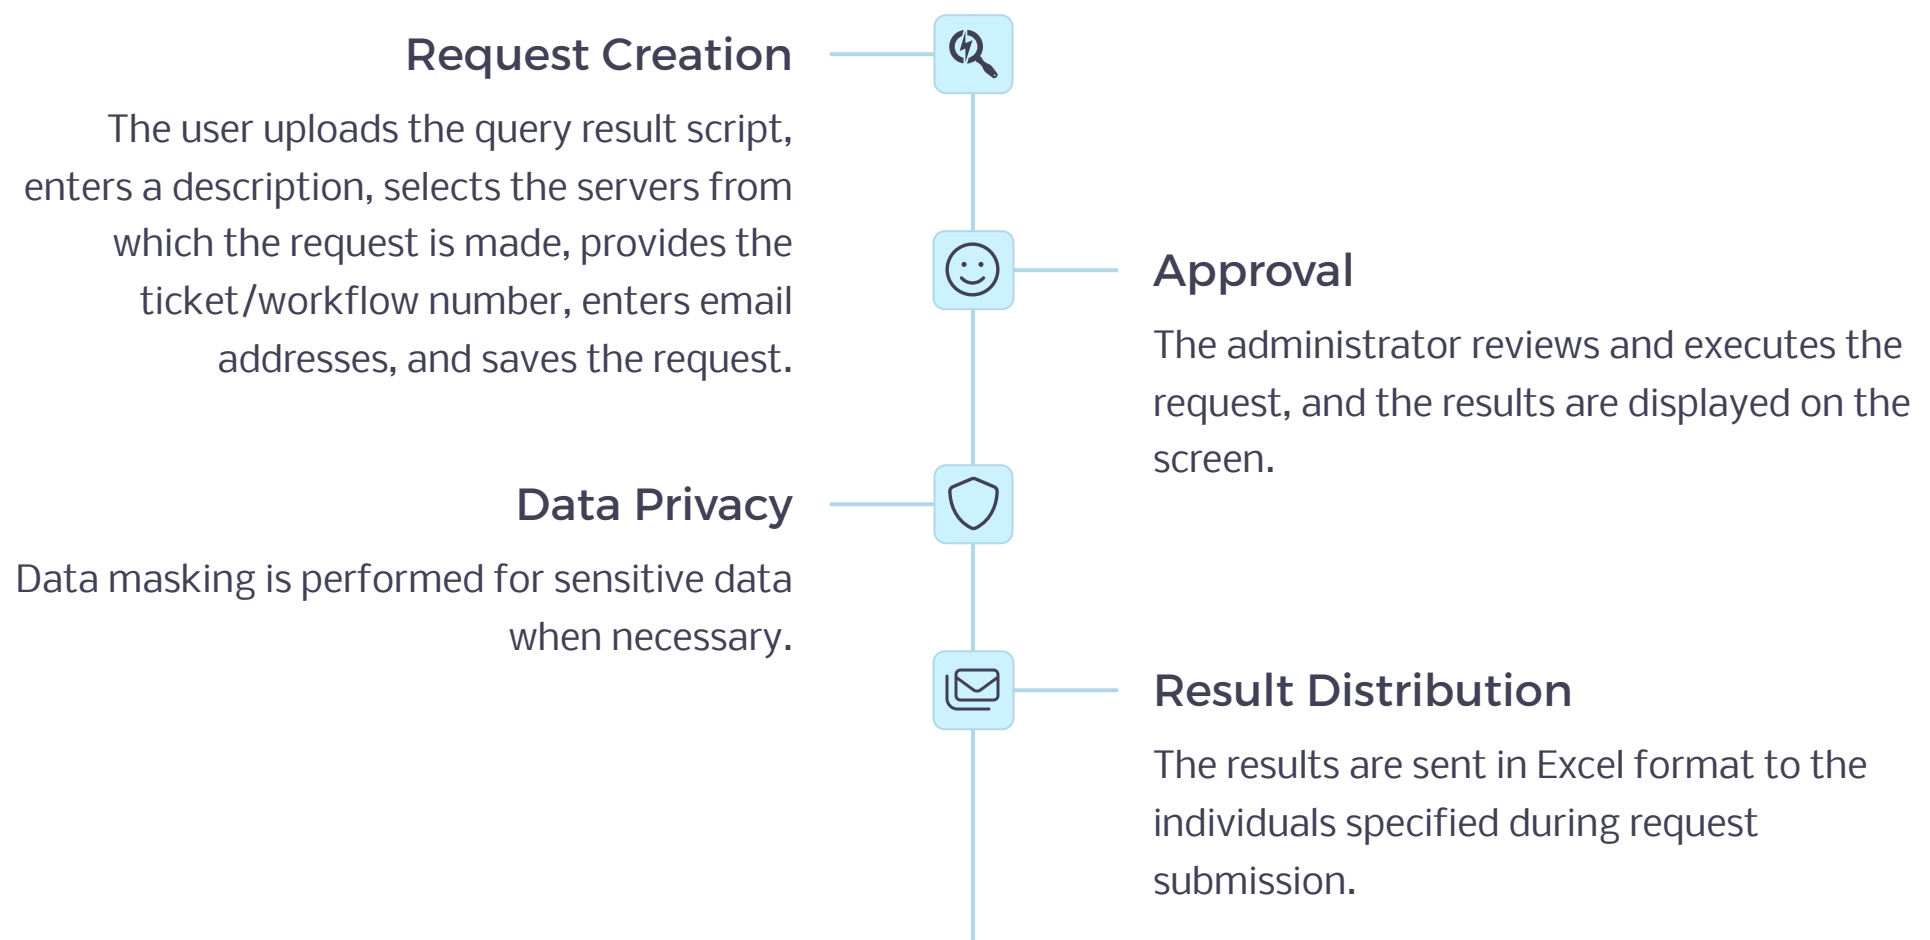 Request Creation
The user uploads the query result script,
enters a description, selects the servers from
which the request is made, provides the
ticket/workflow number, enters email
addresses, and saves the request.
Approval
The administrator reviews and executes the
request, and the results are displayed on the
screen.
Data Privacy
Data masking is performed for sensitive data
when necessary.
Result Distribution
The results are sent in Excel format to the
individuals specified during request
submission.